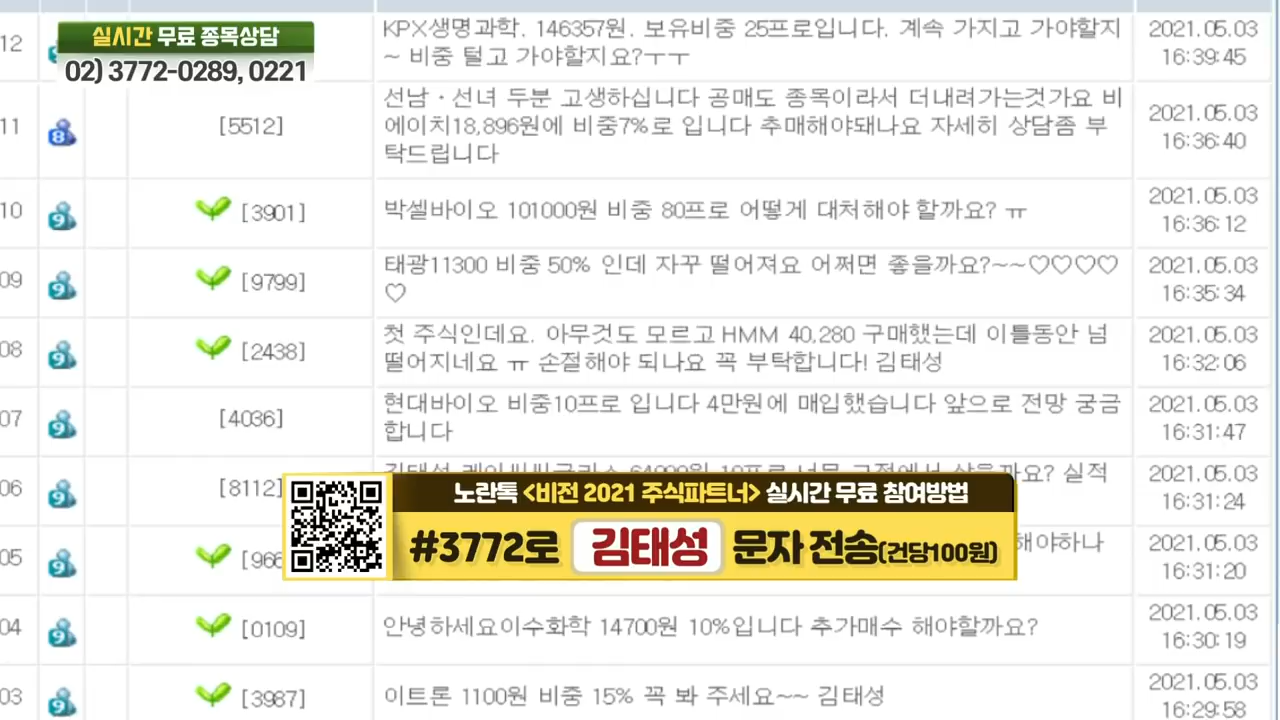 실시간 무료 종목상담
02) 3772-0289, 0221
12
KPX생명과학. 146357원. 보유비중 25프로입니다. 계속 가지고 가야할지
~ 비중 털고 가야할지요?ㅜㅜ
2021.05.03
16:39:45
11
8
[5512]
선남·선녀 두분 고생하십니다 공매도 종목이라서 더내려가는것가요 비
에이치18,896원에 비중7%로 입니다 추매해야돼나요 자세히 상담좀 부
탁드립니다
2021.05.03
16:36:40
10
9
[3901]
박셀바이오 101000원 비중 80프로 어떻게 대처해야 할까요? ㅠ
2021.05.03
16:36:12
09
9
[9799]
태광11300 비중 50% 인데 자꾸 떨어져요 어쩌면 좋을까요?~~♡♡♡♡
♡
2021.05.03
16:35:34
08
9
[2438]
첫 주식인데요. 아무것도 모르고 HMM 40,280 구매했는데 이틀동안 넘
떨어지네요 ㅠ 손절해야 되나요 꼭 부탁합니다! 김태성
2021.05.03
16:32:06
07
9
[4036]
현대바이오 비중10프로 입니다 4만원에 매입했습니다 앞으로 전망 궁금
합니다
2021.05.03
16:31:47
06
9
[8112]
실적
2021.05.03
16:31:24
노란톡 <비전 2021 주식파트너> 실시간 무료 참여방법
#3772로 김태성 문자 전송(건당100원)
05
9
[966
해야하나
2021.05.03
16:31:20
04
9
[0109]
안녕하세요이수화학 14700원 10%입니다 추가매수 해야할까요?
2021.05.03
16:30:19
03
9
[3987]
이트론 1100원 비중 15% 꼭 봐 주세요~~ 김태성
2021.05.03
16:29:58